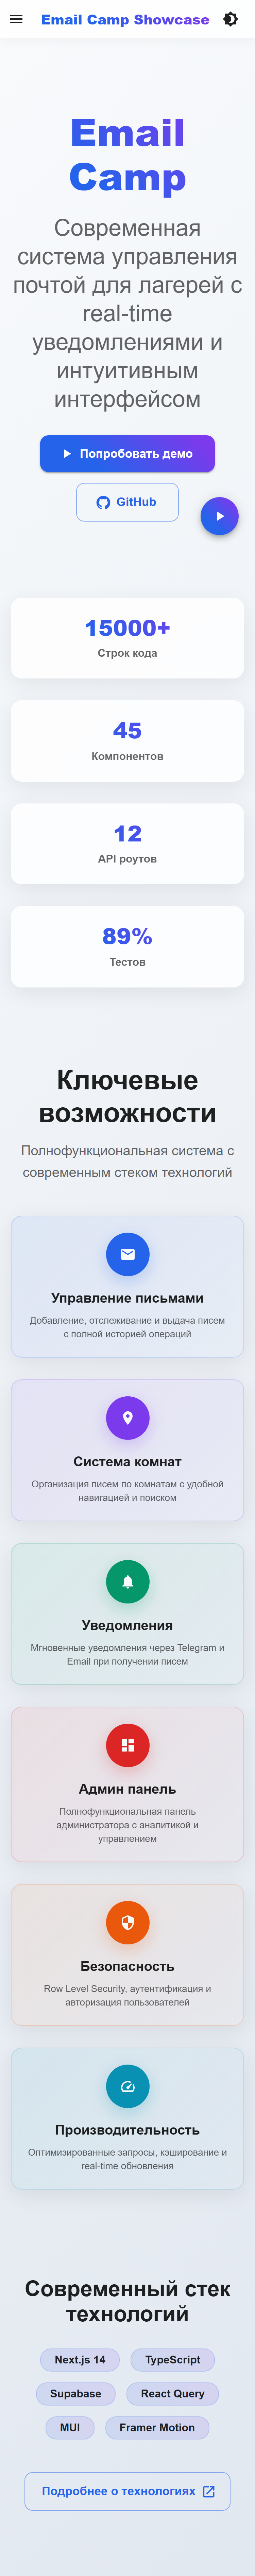 Email Camp Showcase
Email
Camp
Современная
система управления
почтой для лагерей с
real-time
уведомлениями и
интуитивным
интерфейсом
Попробовать демо
GitHub
15000+
Строк кода
45
Компонентов
12
API роутов
89%
Тестов
Ключевые
возможности
Полнофункциональная система с
современным стеком технологий
Управление письмами
Добавление, отслеживание и выдача писем
с полной историей операций
Система комнат
Организация писем по комнатам с удобной
навигацией и поиском
Уведомления
Мгновенные уведомления через Telegram и
Email при получении писем
Админ панель
Полнофункциональная панель
администратора с аналитикой и
управлением
Безопасность
Row Level Security, аутентификация и
авторизация пользователей
Производительность
Оптимизированные запросы, кэширование и
real-time обновления
Современный стек
технологий
Next.js 14
TypeScript
Supabase
React Query
MUI
Framer Motion
Подробнее о технологиях